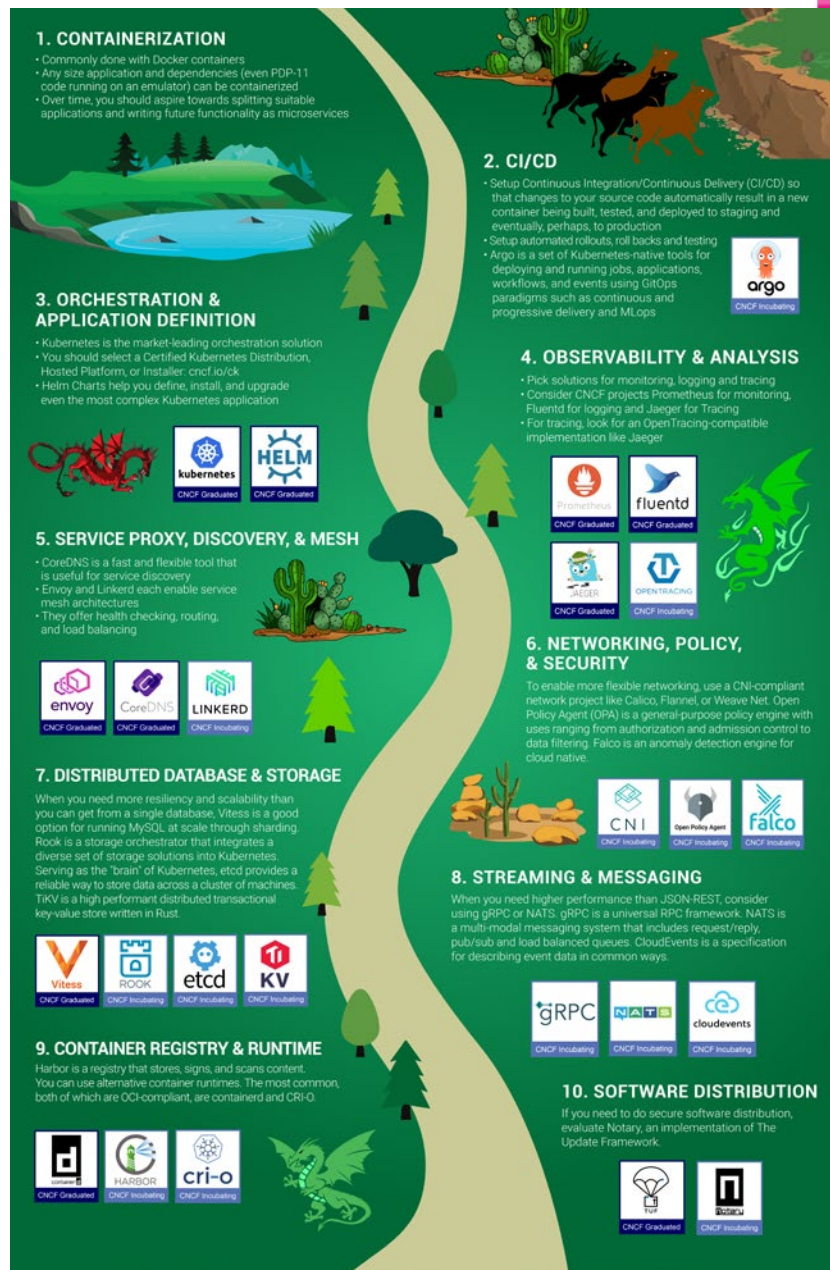 1. CONTAINERIZATION
• Commonly done with Docker containers
• Any size application and dependencies (even PDP-11
code running on an emulator) can be containerized
• Over time, you should aspire towards splitting suitable
applications and writing future functionality as microservices
2. CI/CD
• Setup Continuous Integration/Continuous Delivery (CI/CD) so
that changes to your source code automatically result in a new
container being built, tested, and deployed to staging and
eventually, perhaps, to production
• Setup automated rollouts, roll backs and testing
• Argo is a set of Kubernetes-native tools for
deploying and running jobs, applications,
workflows, and events using GitOps
paradigms such as continuous and
progressive delivery and MLops
argo
CNCF Incubating
3. ORCHESTRATION &
APPLICATION DEFINITION
• Kubernetes is the market-leading orchestration solution
• You should select a Certified Kubernetes Distribution,
Hosted Platform, or Installer: cncf.io/ck
• Helm Charts help you define, install, and upgrade
even the most complex Kubernetes application
kubernetes
CNCF Graduated
HELM
CNCF Graduated
4. OBSERVABILITY & ANALYSIS
• Pick solutions for monitoring, logging and tracing
• Consider CNCF projects Prometheus for monitoring,
Fluentd for logging and Jaeger for Tracing
• For tracing, look for an OpenTracing-compatible
implementation like Jaeger
Prometheus
CNCF Graduated
fluentd
CNCF Graduated
JAEGER
CNCF Graduated
OPENTRACING
CNCF Incubating
5. SERVICE PROXY, DISCOVERY, & MESH
• CoreDNS is a fast and flexible tool that
is useful for service discovery
• Envoy and Linkerd each enable service
mesh architectures
• They offer health checking, routing,
and load balancing
envoy
CNCF Graduated
CoreDNS
CNCF Graduated
LINKERD
CNCF Incubating
6. NETWORKING, POLICY,
& SECURITY
To enable more flexible networking, use a CNI-compliant
network project like Calico, Flannel, or Weave Net. Open
Policy Agent (OPA) is a general-purpose policy engine with
uses ranging from authorization and admission control to
data filtering. Falco is an anomaly detection engine for
cloud native.
CNI
CNCF Incubating
Open Policy Agent
CNCF Incubating
falco
CNCF Incubating
7. DISTRIBUTED DATABASE & STORAGE
When you need more resiliency and scalability than
you can get from a single database, Vitess is a good
option for running MySQL at scale through sharding.
Rook is a storage orchestrator that integrates a
diverse set of storage solutions into Kubernetes.
Serving as the "brain" of Kubernetes, etcd provides a
reliable way to store data across a cluster of machines.
TiKV is a high performant distributed transactional
key-value store written in Rust.
Vitess
CNCF Graduated
ROOK
CNCF Incubating
etcd
CNCF Incubating
TI
KV
CNCF Incubating
8. STREAMING & MESSAGING
When you need higher performance than JSON-REST, consider
using gRPC or NATS. gRPC is a universal RPC framework. NATS is
a multi-modal messaging system that includes request/reply,
pub/sub and load balanced queues. CloudEvents is a specification
for describing event data in common ways.
gRPC
CNCF Incubating
NATS
CNCF Incubating
cloudevents
CNCF Incubating
9. CONTAINER REGISTRY & RUNTIME
Harbor is a registry that stores, signs, and scans content.
You can use alternative container runtimes. The most common,
both of which are OCI-compliant, are containerd and CRI-O.
containerd
CNCF Graduated
HARBOR
CNCF Incubating
cri-o
CNCF Incubating
10. SOFTWARE DISTRIBUTION
If you need to do secure software distribution,
evaluate Notary, an implementation of The
Update Framework.
TUF
CNCF Graduated
notary
CNCF Incubating